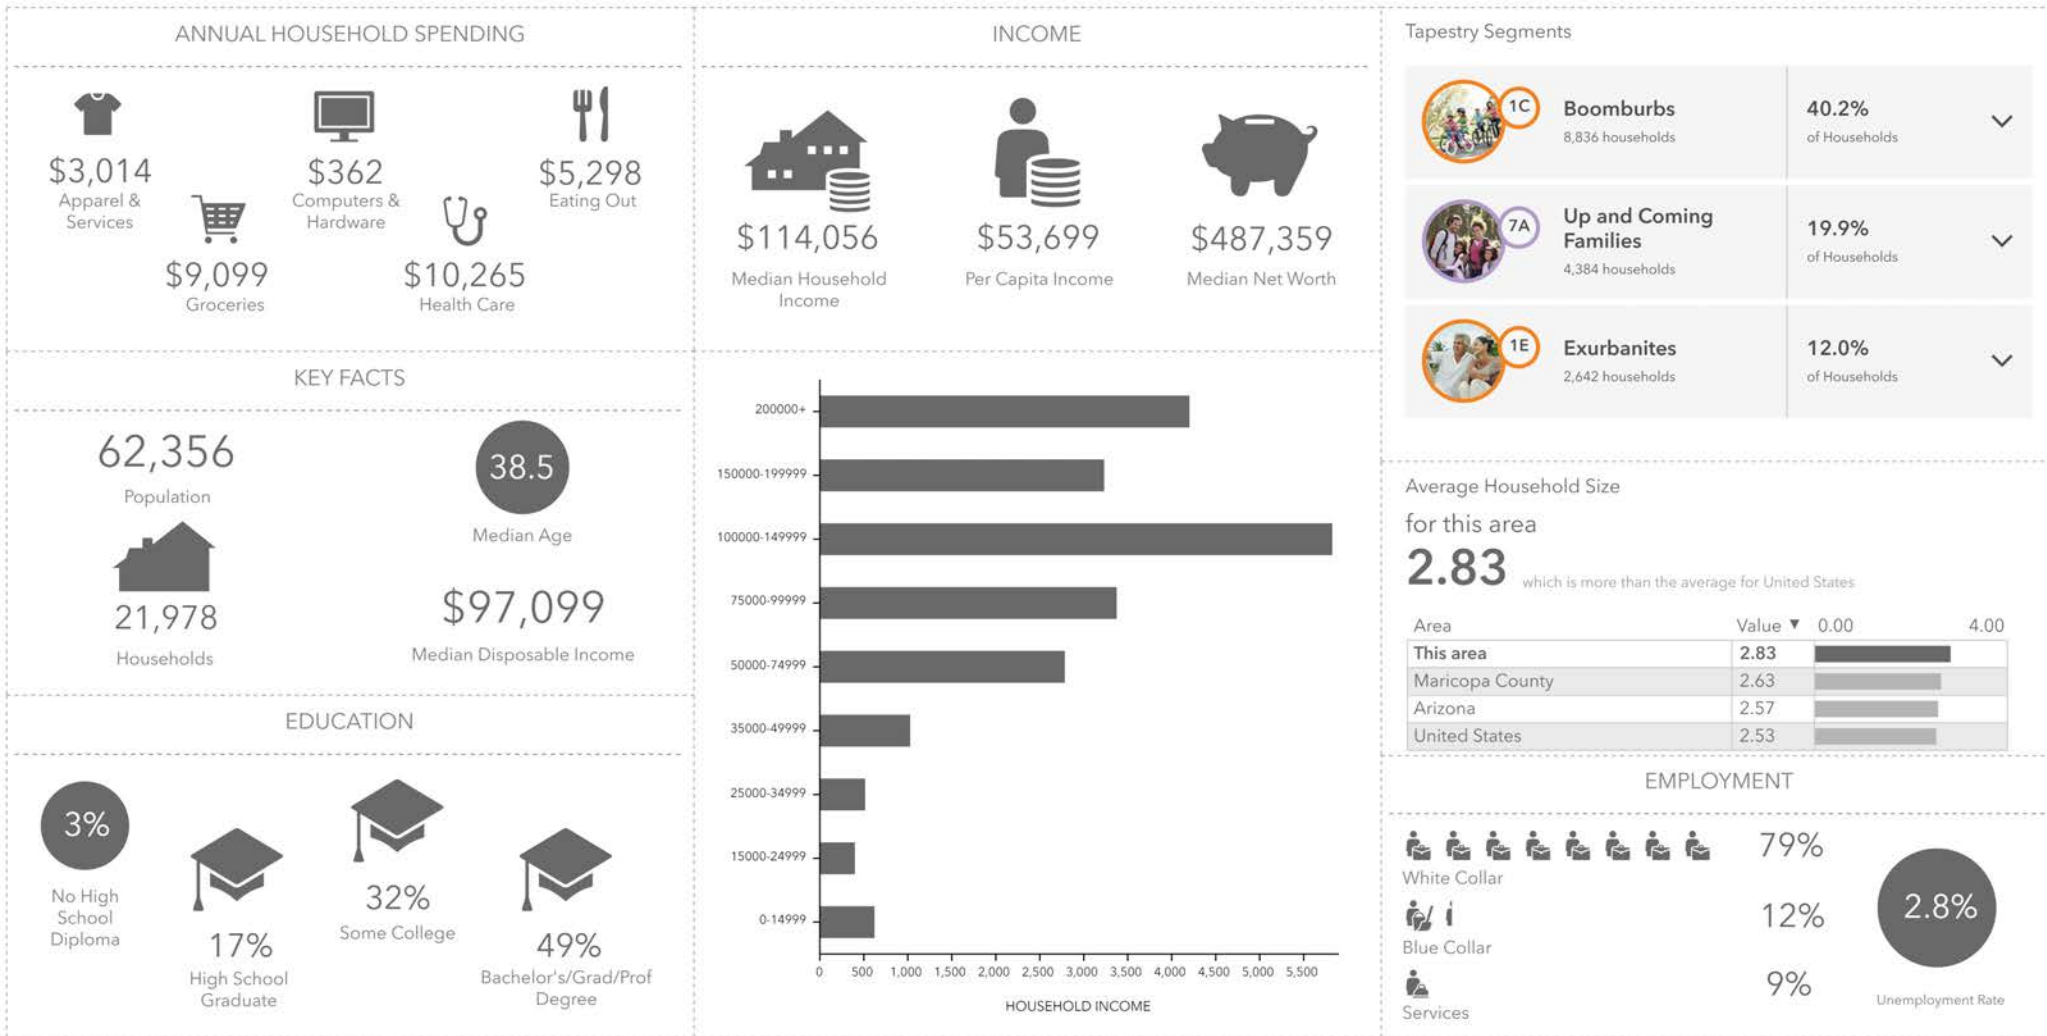 ANNUAL HOUSEHOLD SPENDING
$3,014
Apparel &
Services
$9,099
Groceries
$362
Computers &
Hardware
$10,265
Health Care
$5,298
Eating Out
KEY FACTS
62,356
Population
38.5
Median Age
21,978
Households
$97,099
Median Disposable Income
EDUCATION
3%
No High
School
Diploma
17%
High School
Graduate
32%
Some College
49%
Bachelor's/Grad/Prof
Degree
INCOME
$114,056
Median Household
Income
$53,699
Per Capita Income
$487,359
Median Net Worth
200000+
150000-199999
100000-149999
75000-99999
50000-74999
35000-49999
25000-34999
15000-24999
0-14999
0 500 1,000 1,500 2,000 2,500 3,000 3,500 4,000 4,500 5,000 5,500
HOUSEHOLD INCOME
Tapestry Segments
1C
Boomburbs
8,836 households
40.2%
of Households
7A
Up and Coming
Families
4,384 households
19.9%
of Households
1E
Exurbanites
2,642 households
12.0%
of Households
Average Household Size
for this area
2.83 which is more than the average for United States
Area Value ▼ 0.00 4.00
This area 2.83
Maricopa County 2.63
Arizona 2.57
United States 2.53
EMPLOYMENT
79%
White Collar
12%
Blue Collar
9%
Services
2.8%
Unemployment Rate